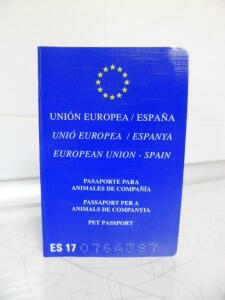 UNIÓN EUROPEA / ESPAÑA
UNIÓ EUROPEA / ESPANYA
EUROPEAN UNION - SPAIN
PASAPORTE PARA
ANIMALES DE COMPAÑÍA
PASSAPORT PER A
ANIMALS DE COMPANYIA
PET PASSPORT
ES 17 0764397